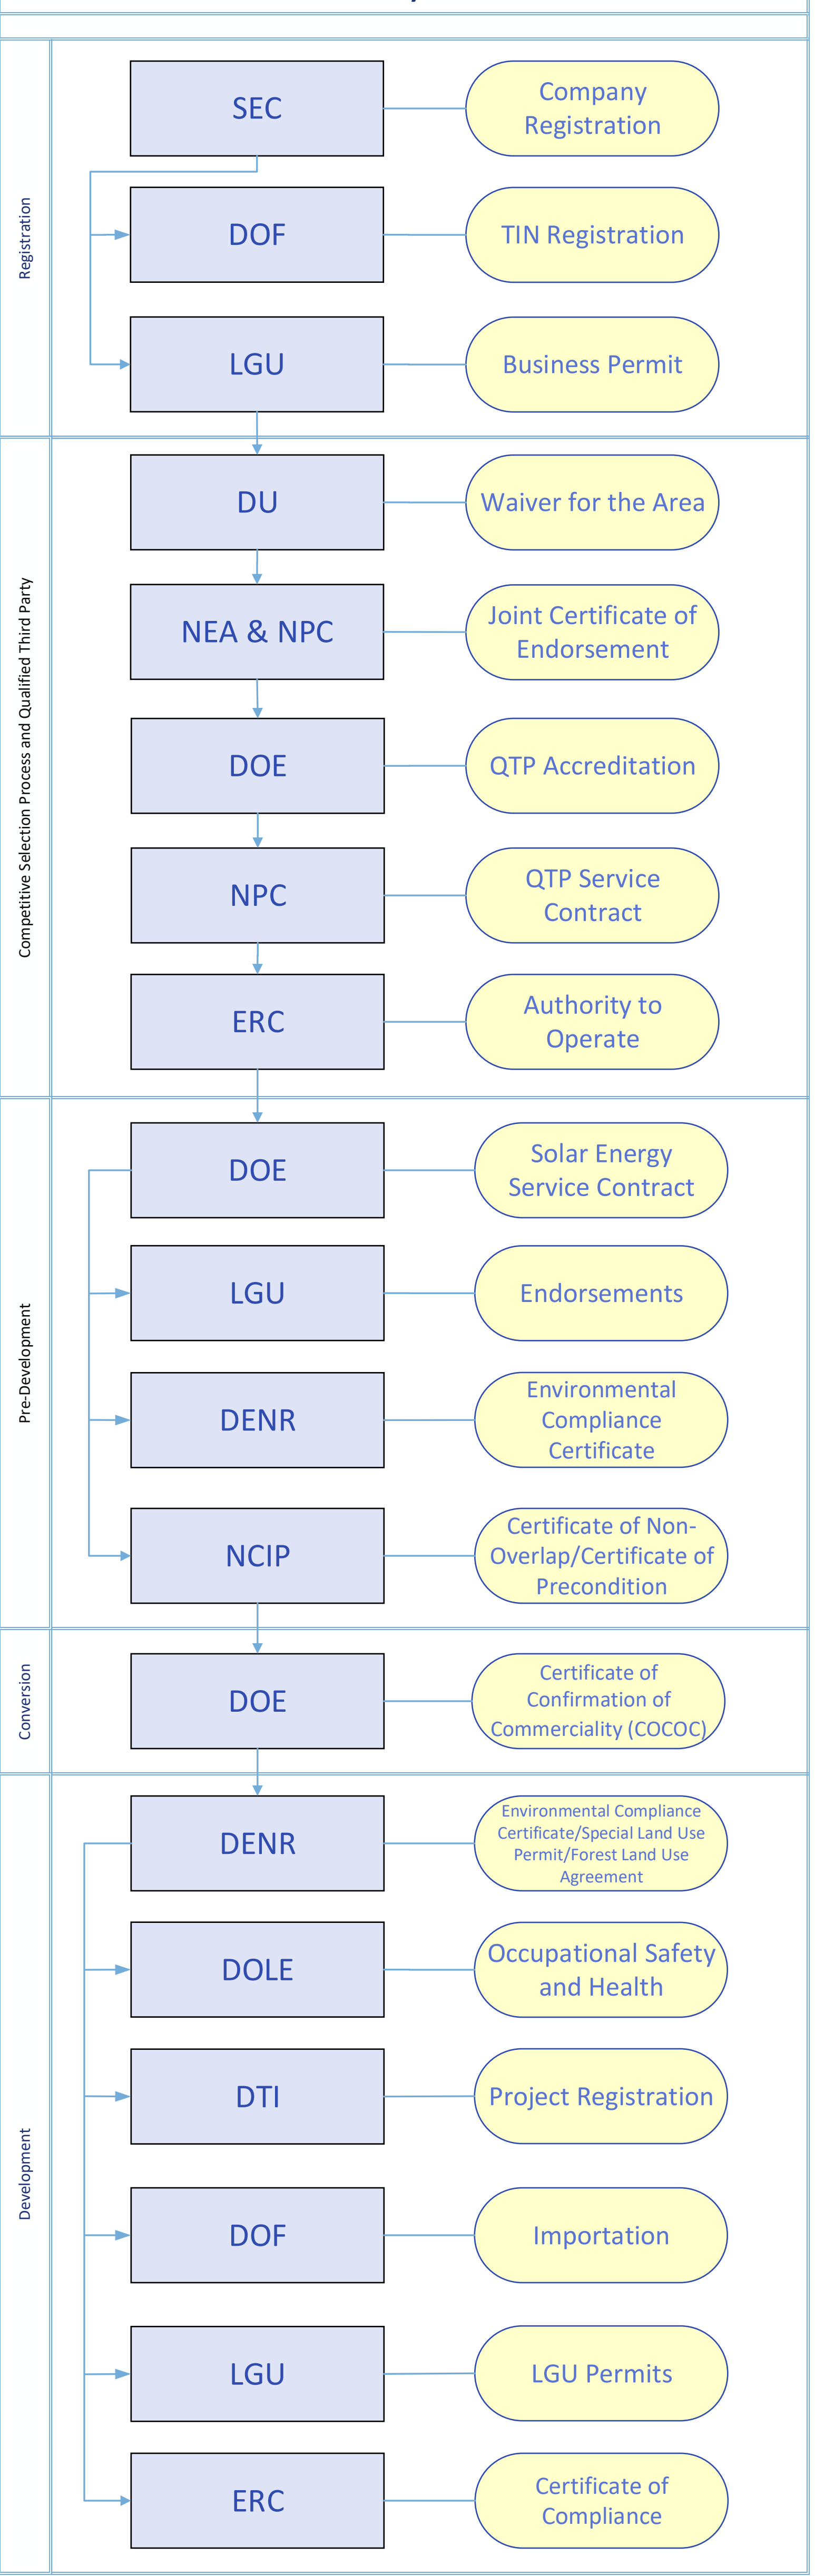 Registration
SEC
Company
Registration
DOF
TIN Registration
LGU
Business Permit
Competitive Selection Process and Qualified Third Party
DU
Waiver for the Area
NEA & NPC
Joint Certificate of
Endorsement
DOE
QTP Accreditation
NPC
QTP Service
Contract
ERC
Authority to
Operate
Pre-Development
DOE
Solar Energy
Service Contract
LGU
Endorsements
DENR
Environmental
Compliance
Certificate
NCIP
Certificate of Non-
Overlap/Certificate of
Precondition
Conversion
DOE
Certificate of
Confirmation of
Commerciality (COCOC)
Development
DENR
Environmental Compliance
Certificate/Special Land Use
Permit/Forest Land Use
Agreement
DOLE
Occupational Safety
and Health
DTI
Project Registration
DOF
Importation
LGU
LGU Permits
ERC
Certificate of
Compliance